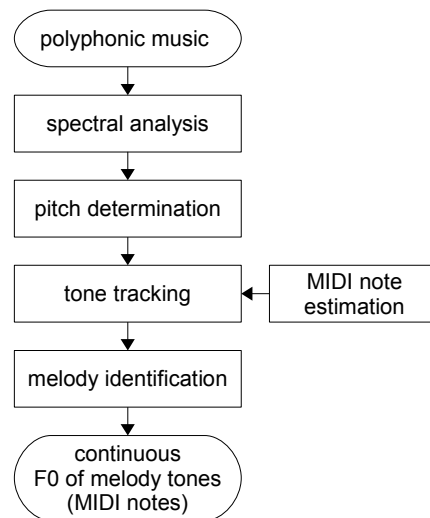 polyphonic music
spectral analysis
pitch determination
tone tracking
MIDI note
estimation
melody identification
continuous
F0 of melody tones
(MIDI notes)